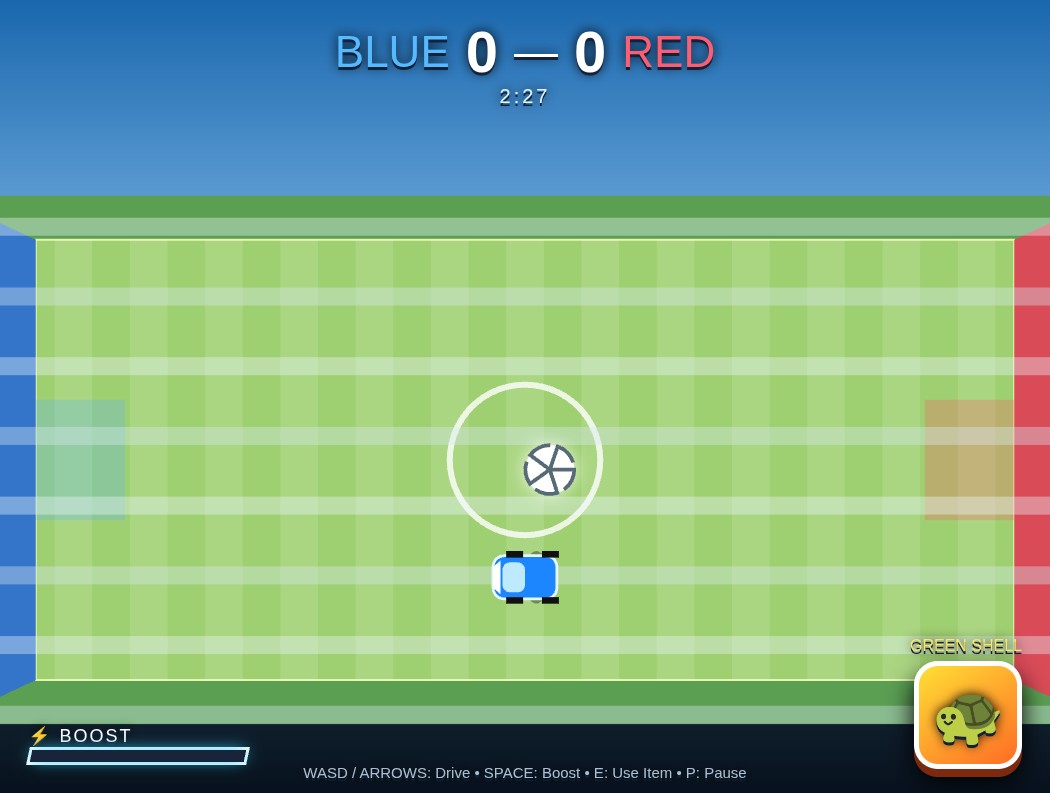 BLUE 0 — 0 RED
2:27
GREEN SHELL
⚡ BOOST
WASD / ARROWS: Drive • SPACE: Boost • E: Use Item • P: Pause